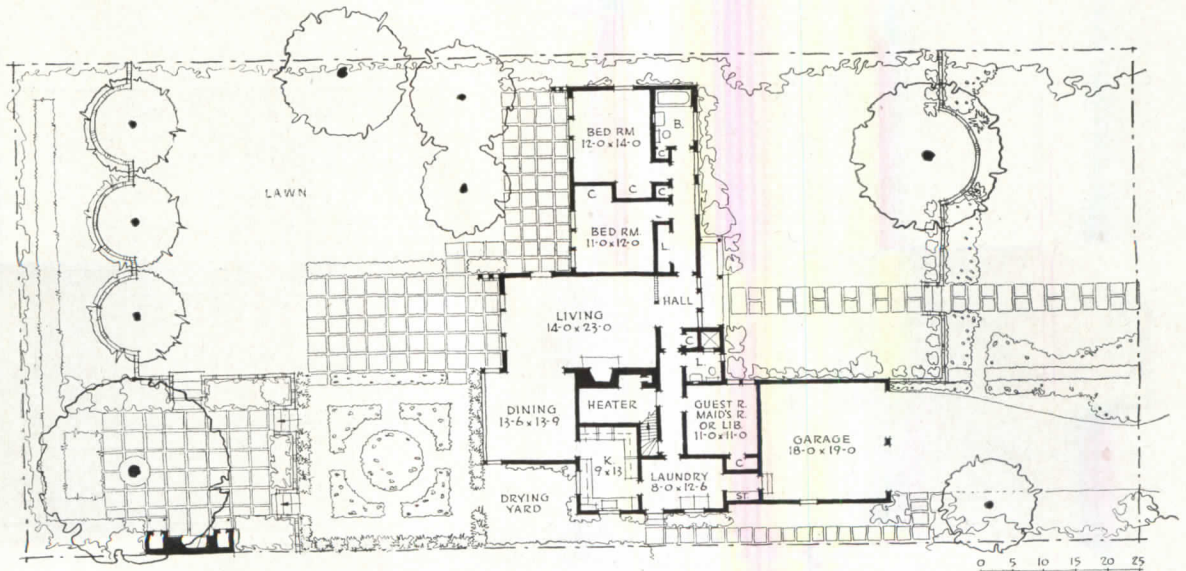 BED RM
12-0 x 14-0
B.
C
C
C
C
LAWN
BED RM
11-0 x 12-0
L.
HALL
LIVING
14-0 x 23-0
C
HEATER
DINING
13-6 x 13-9
GUEST R.
MAID'S R.
OR LIB.
11-0 x 11-0
GARAGE
18-0 x 19-0
K.
9 x 13
C
LAUNDRY
8-0 x 12-6
DRYING
YARD
ST
0 5 10 15 20 25